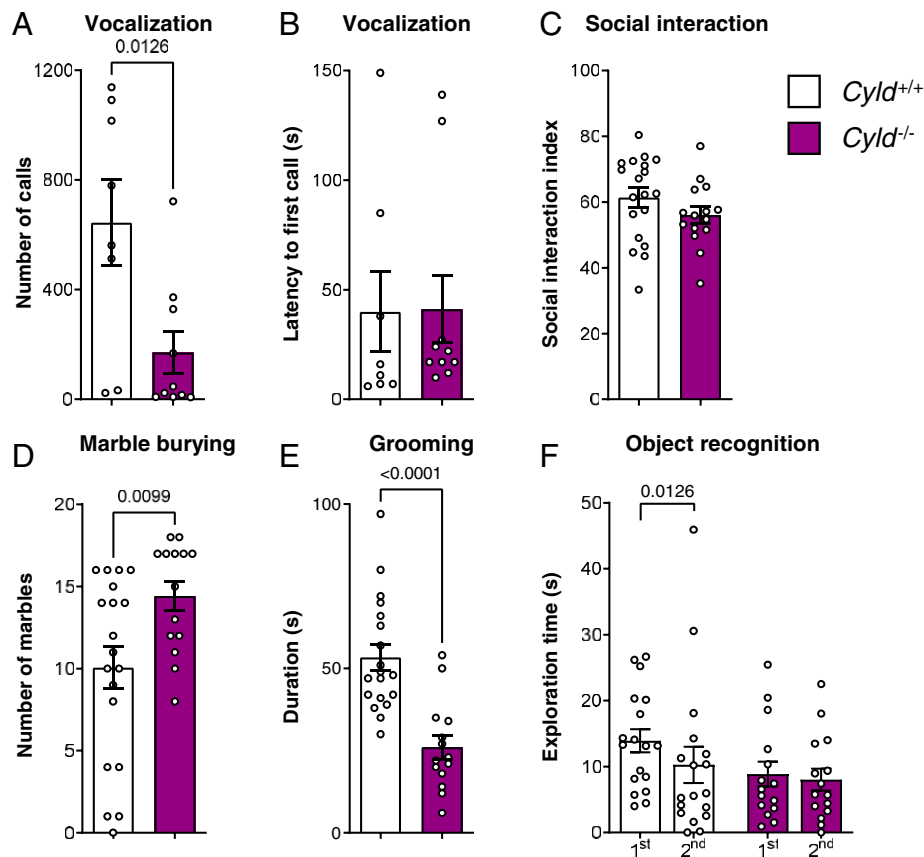 A Vocalization
0.0126
Number of calls
1200
800
400
0
B Vocalization
Latency to first call (s)
150
100
50
0
C Social interaction
Social interaction index
100
80
60
40
20
0
Cyld+/+
Cyld-/-
D Marble burying
0.0099
Number of marbles
20
15
10
5
0
E Grooming
<0.0001
Duration (s)
100
50
0
F Object recognition
0.0126
Exploration time (s)
50
40
30
20
10
0
1st 2nd 1st 2nd